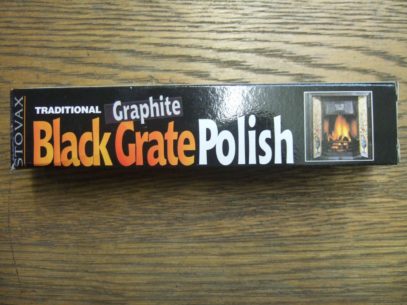 STOVAX
TRADITIONAL Graphite
Black Grate Polish